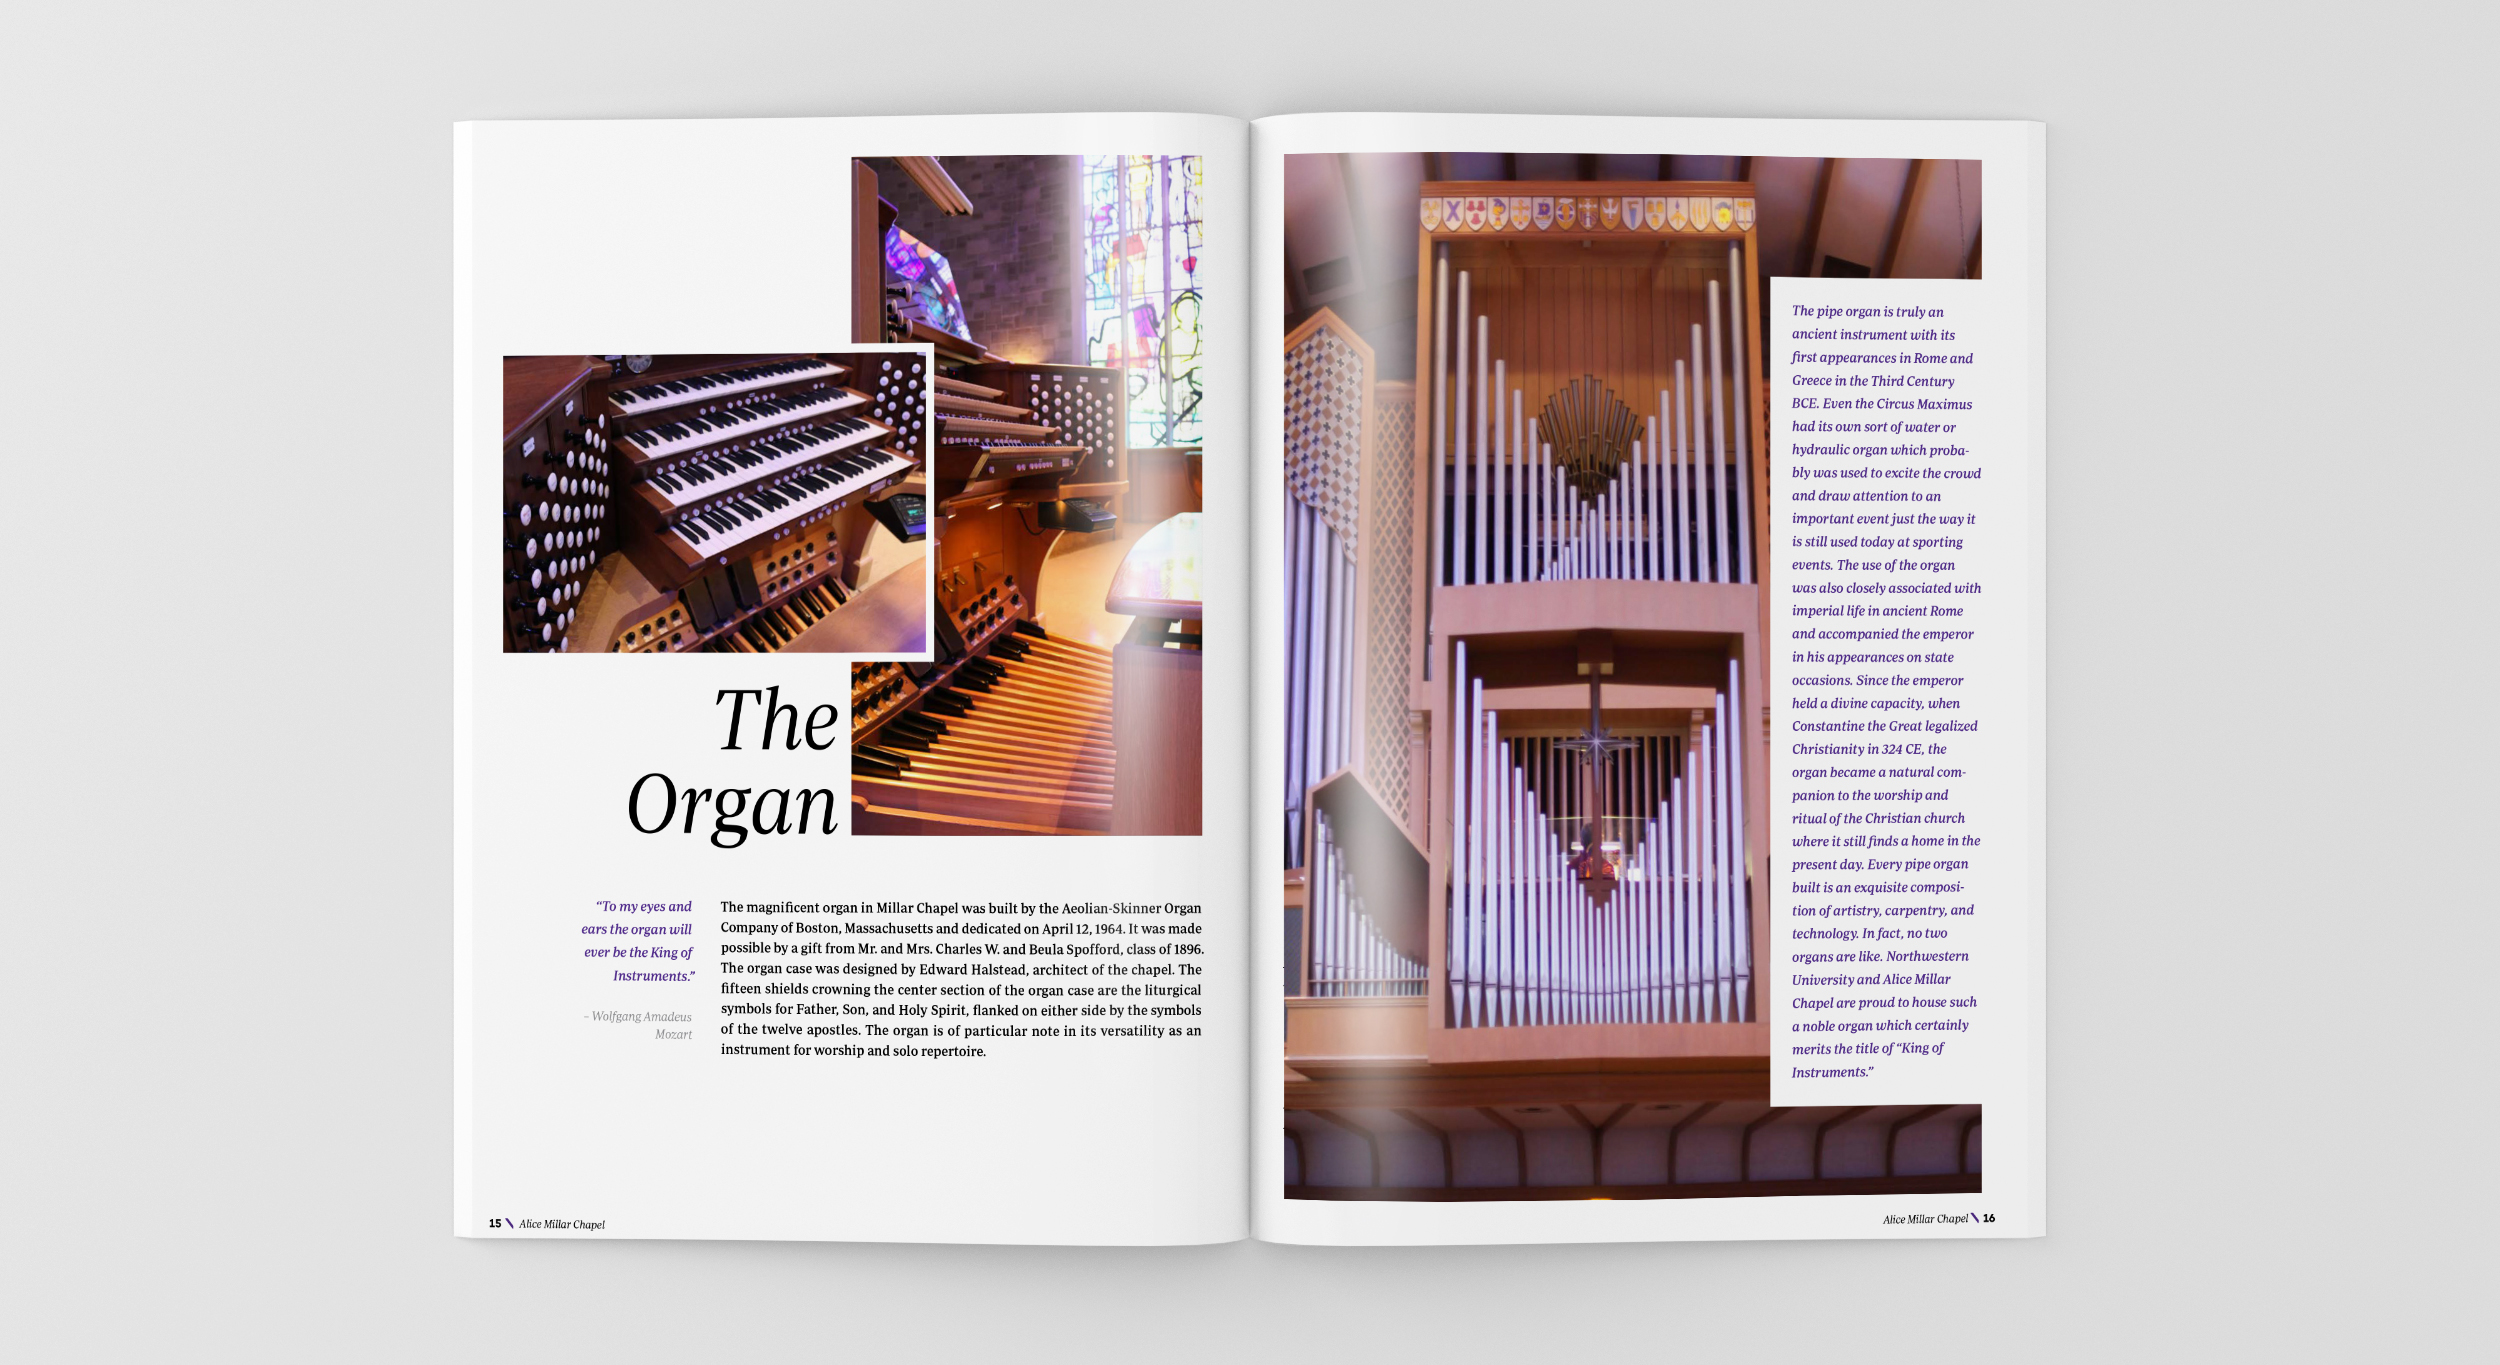 The
Organ
“To my eyes and
ears the organ will
ever be the King of
Instruments.”
– Wolfgang Amadeus
Mozart
The magnificent organ in Millar Chapel was built by the Aeolian-Skinner Organ
Company of Boston, Massachusetts and dedicated on April 12, 1964. It was made
possible by a gift from Mr. and Mrs. Charles W. and Beula Spofford, class of 1896.
The organ case was designed by Edward Halstead, architect of the chapel. The
fifteen shields crowning the center section of the organ case are the liturgical
symbols for Father, Son, and Holy Spirit, flanked on either side by the symbols
of the twelve apostles. The organ is of particular note in its versatility as an
instrument for worship and solo repertoire.
15 \ Alice Millar Chapel
The pipe organ is truly an
ancient instrument with its
first appearances in Rome and
Greece in the Third Century
BCE. Even the Circus Maximus
had its own sort of water or
hydraulic organ which proba-
bly was used to excite the crowd
and draw attention to an
important event just the way it
is still used today at sporting
events. The use of the organ
was also closely associated with
imperial life in ancient Rome
and accompanied the emperor
in his appearances on state
occasions. Since the emperor
held a divine capacity, when
Constantine the Great legalized
Christianity in 324 CE, the
organ became a natural com-
panion to the worship and
ritual of the Christian church
where it still finds a home in the
present day. Every pipe organ
built is an exquisite composi-
tion of artistry, carpentry, and
technology. In fact, no two
organs are like. Northwestern
University and Alice Millar
Chapel are proud to house such
a noble organ which certainly
merits the title of “King of
Instruments.”
Alice Millar Chapel \ 16